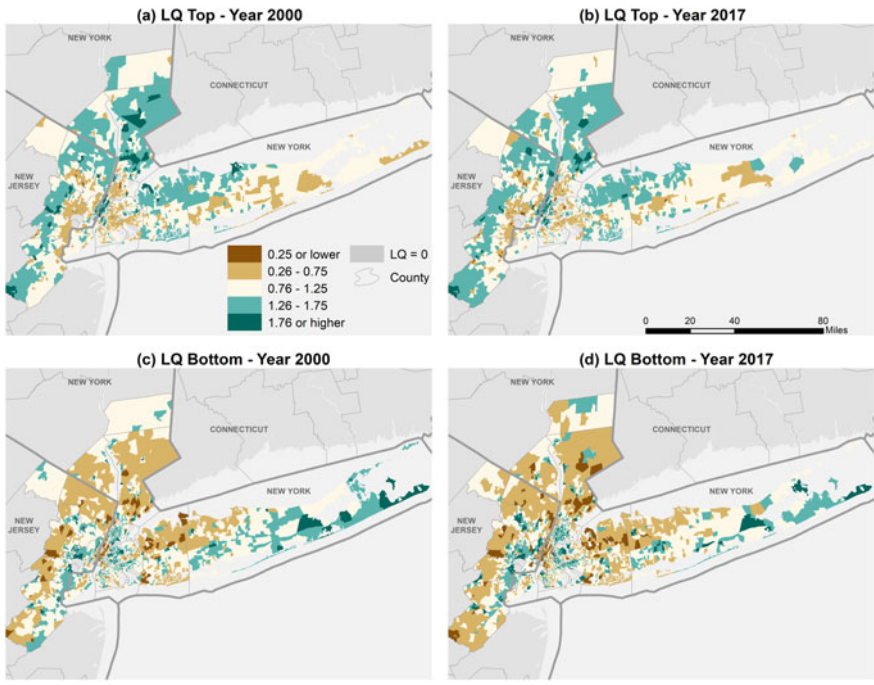 (a) LQ Top - Year 2000
NEW YORK
CONNECTICUT
NEW YORK
NEW
JERSEY
0.25 or lower
0.26 - 0.75
0.76 - 1.25
1.26 - 1.75
1.76 or higher
LQ = 0
County
(b) LQ Top - Year 2017
NEW YORK
CONNECTICUT
NEW YORK
NEW
JERSEY
0 20 40 80
Miles
(c) LQ Bottom - Year 2000
NEW YORK
CONNECTICUT
NEW YORK
NEW
JERSEY
(d) LQ Bottom - Year 2017
NEW YORK
CONNECTICUT
NEW YORK
NEW
JERSEY